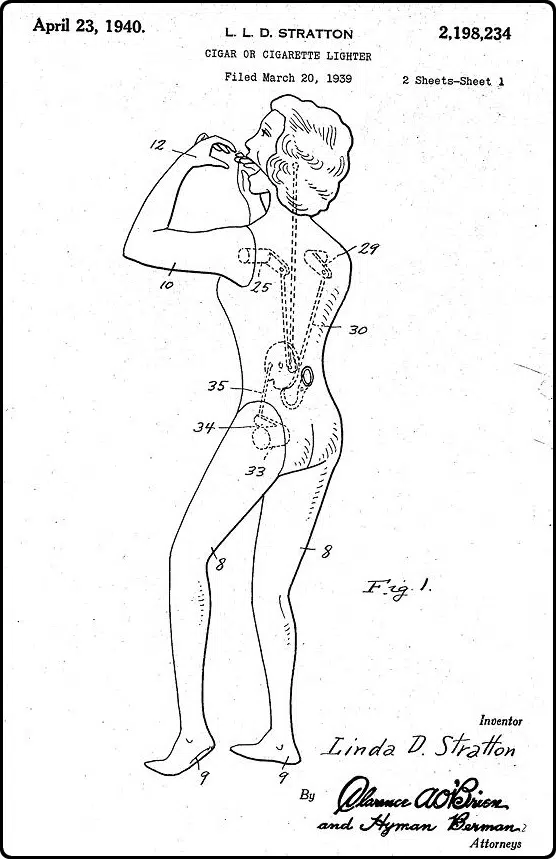 April 23, 1940.
L. L. D. STRATTON
2,198,234
CIGAR OR CIGARETTE LIGHTER
Filed March 20, 1939
2 Sheets-Sheet 1
12
29
10
25
30
35
34
33
8
8
Fig. 1.
9
9
Inventor
Linda D. Stratton
By
Clarence A O'Brien
and Hyman Berman
Attorneys